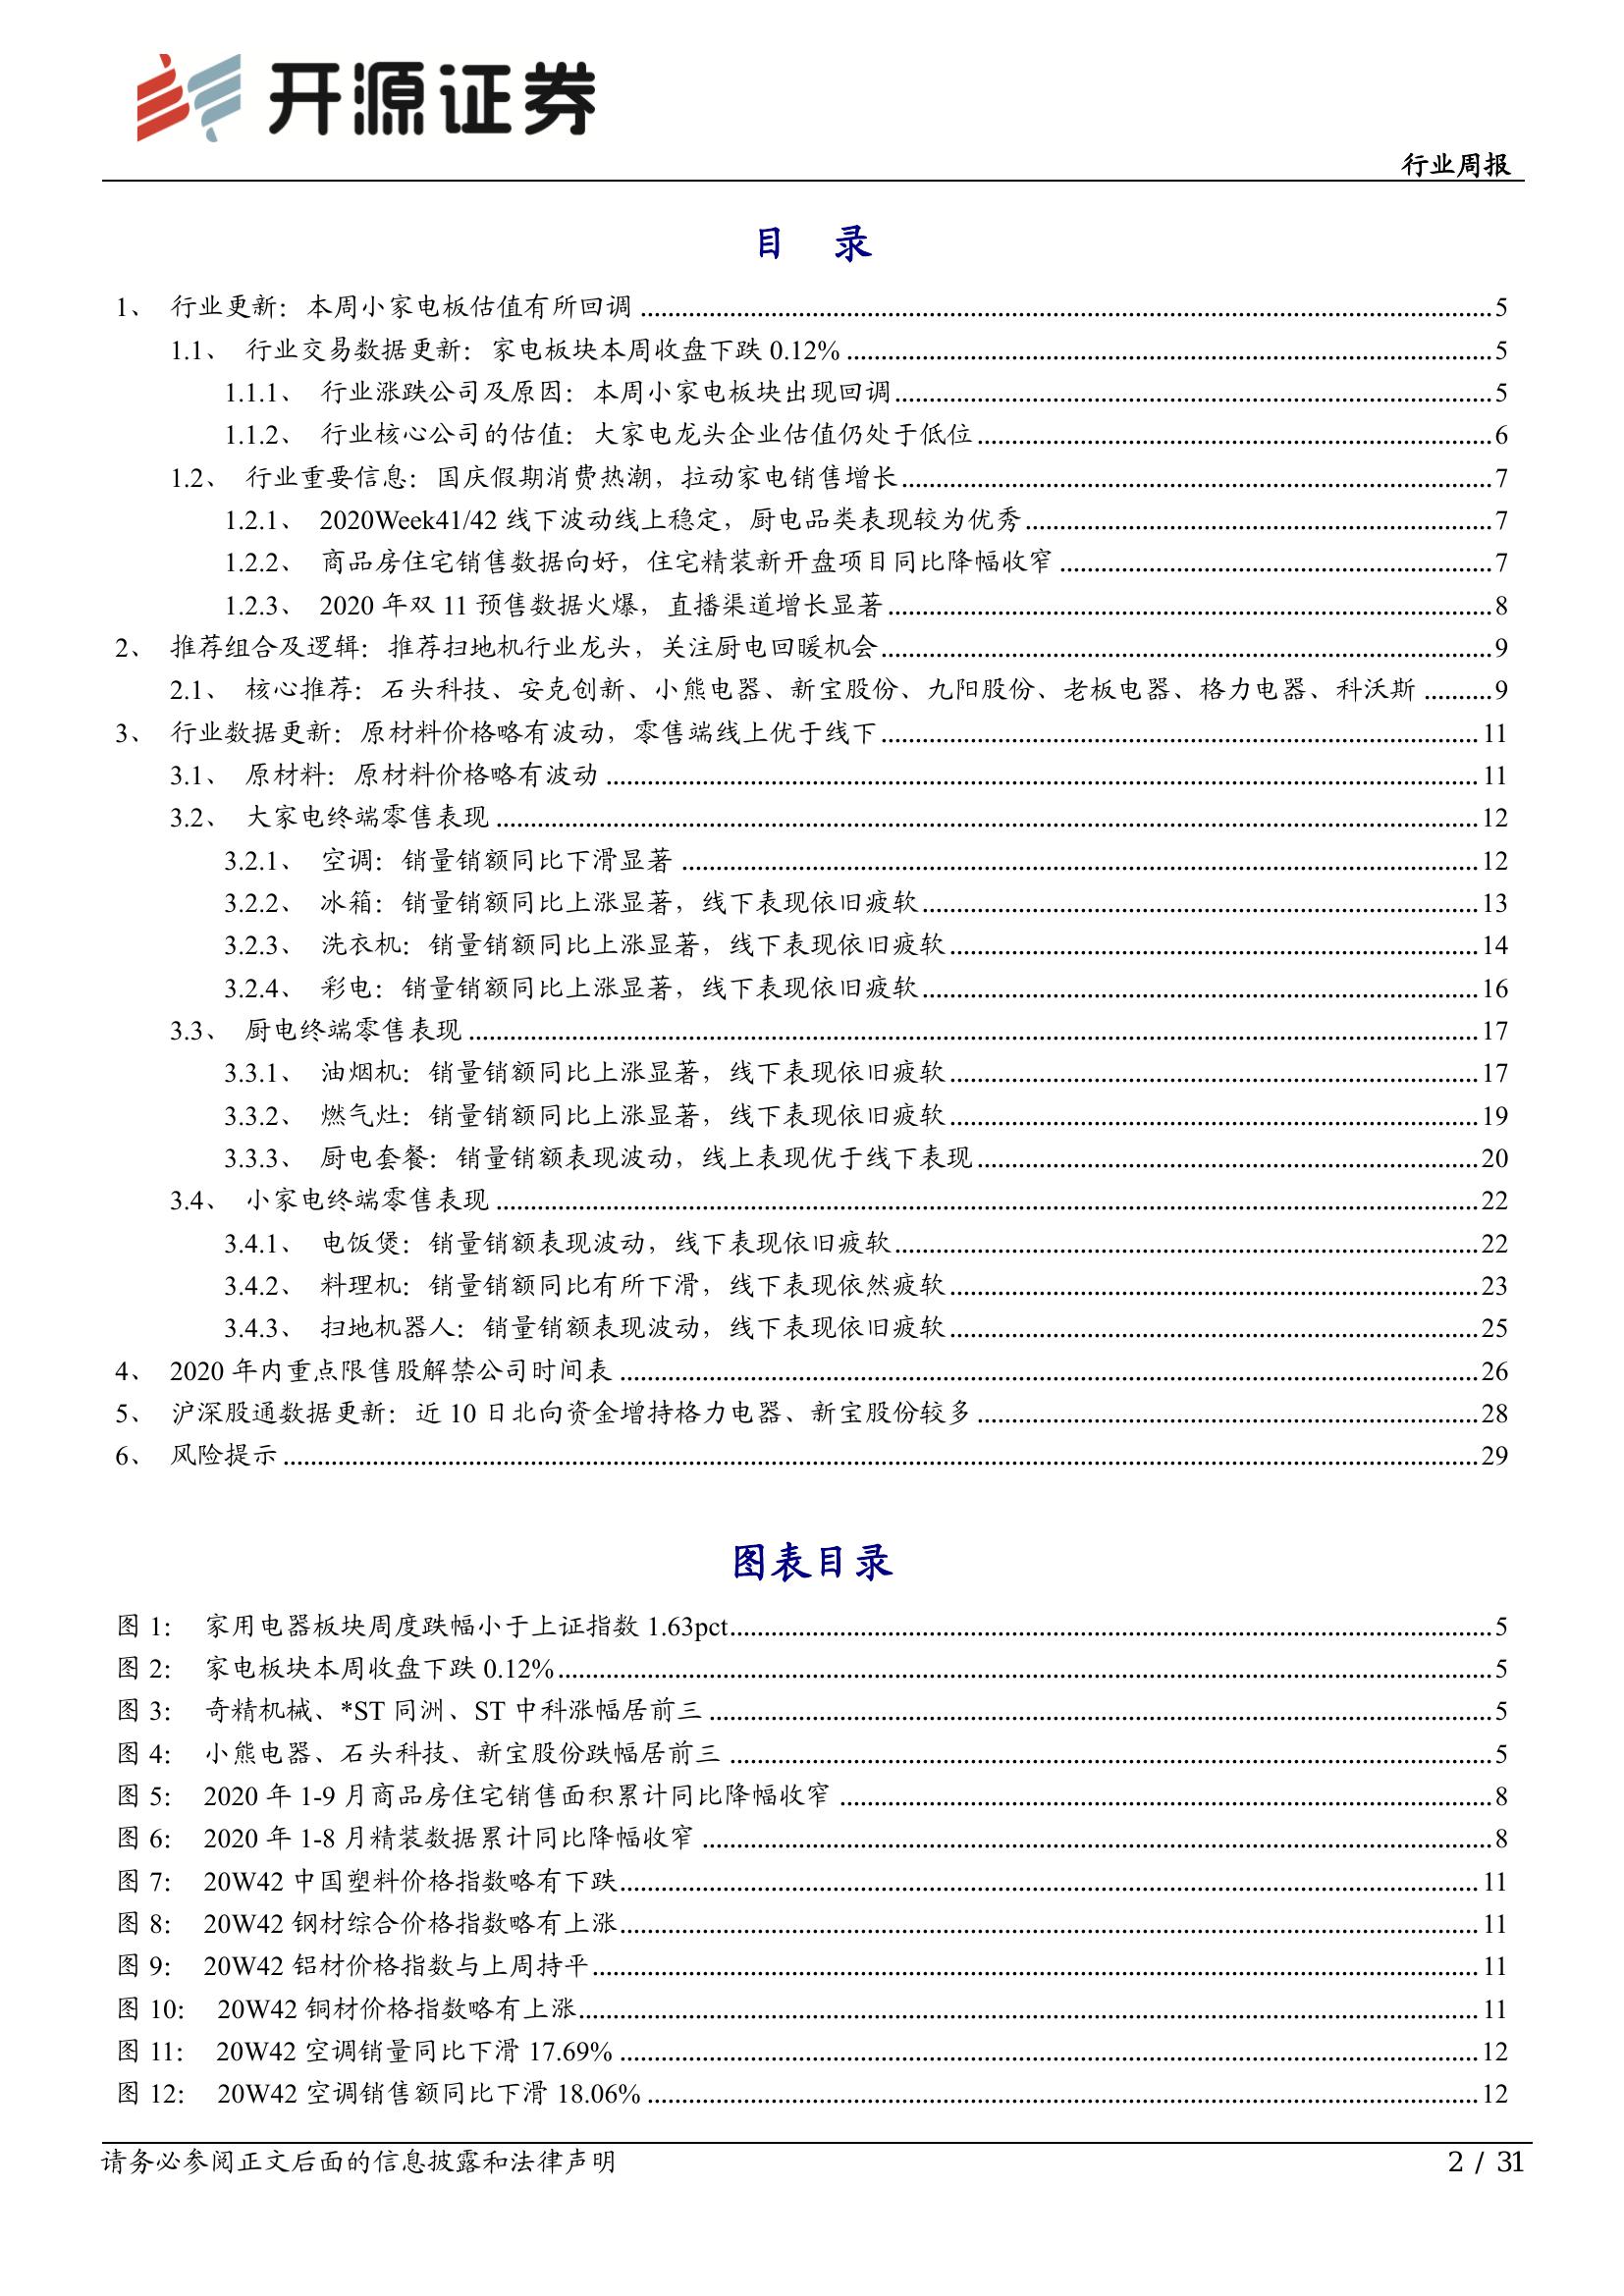 开源证券
行业周报
目 录
1、 行业更新：本周小家电板估值有所回调 5
1.1、 行业交易数据更新：家电板块本周收盘下跌 0.12% 5
1.1.1、 行业涨跌公司及原因：本周小家电板块出现回调 5
1.1.2、 行业核心公司的估值：大家电龙头企业估值仍处于低位 6
1.2、 行业重要信息：国庆假期消费热潮，拉动家电销售增长 7
1.2.1、 2020Week41/42 线下波动线上稳定，厨电品类表现较为优秀 7
1.2.2、 商品房住宅销售数据向好，住宅精装新开盘项目同比降幅收窄 7
1.2.3、 2020 年双 11 预售数据火爆，直播渠道增长显著 8
2、 推荐组合及逻辑：推荐扫地机行业龙头，关注厨电回暖机会 9
2.1、 核心推荐：石头科技、安克创新、小熊电器、新宝股份、九阳股份、老板电器、格力电器、科沃斯 9
3、 行业数据更新：原材料价格略有波动，零售端线上优于线下 11
3.1、 原材料：原材料价格略有波动 11
3.2、 大家电终端零售表现 12
3.2.1、 空调：销量销额同比下滑显著 12
3.2.2、 冰箱：销量销额同比上涨显著，线下表现依旧疲软 13
3.2.3、 洗衣机：销量销额同比上涨显著，线下表现依旧疲软 14
3.2.4、 彩电：销量销额同比上涨显著，线下表现依旧疲软 16
3.3、 厨电终端零售表现 17
3.3.1、 油烟机：销量销额同比上涨显著，线下表现依旧疲软 17
3.3.2、 燃气灶：销量销额同比上涨显著，线下表现依旧疲软 19
3.3.3、 厨电套餐：销量销额表现波动，线上表现优于线下表现 20
3.4、 小家电终端零售表现 22
3.4.1、 电饭煲：销量销额表现波动，线下表现依旧疲软 22
3.4.2、 料理机：销量销额同比有所下滑，线下表现依然疲软 23
3.4.3、 扫地机器人：销量销额表现波动，线下表现依旧疲软 25
4、 2020 年内重点限售股解禁公司时间表 26
5、 沪深股通数据更新：近 10 日北向资金增持格力电器、新宝股份较多 28
6、 风险提示 29
图表目录
图 1： 家用电器板块周度跌幅小于上证指数 1.63pct 5
图 2： 家电板块本周收盘下跌 0.12% 5
图 3： 奇精机械、*ST 同洲、ST 中科涨幅居前三 5
图 4： 小熊电器、石头科技、新宝股份跌幅居前三 5
图 5： 2020 年 1-9 月商品房住宅销售面积累计同比降幅收窄 8
图 6： 2020 年 1-8 月精装数据累计同比降幅收窄 8
图 7： 20W42 中国塑料价格指数略有下跌 11
图 8： 20W42 钢材综合价格指数略有上涨 11
图 9： 20W42 铝材价格指数与上周持平 11
图 10： 20W42 铜材价格指数略有上涨 11
图 11： 20W42 空调销量同比下滑 17.69% 12
图 12： 20W42 空调销售额同比下滑 18.06% 12
请务必参阅正文后面的信息披露和法律声明 2 / 31